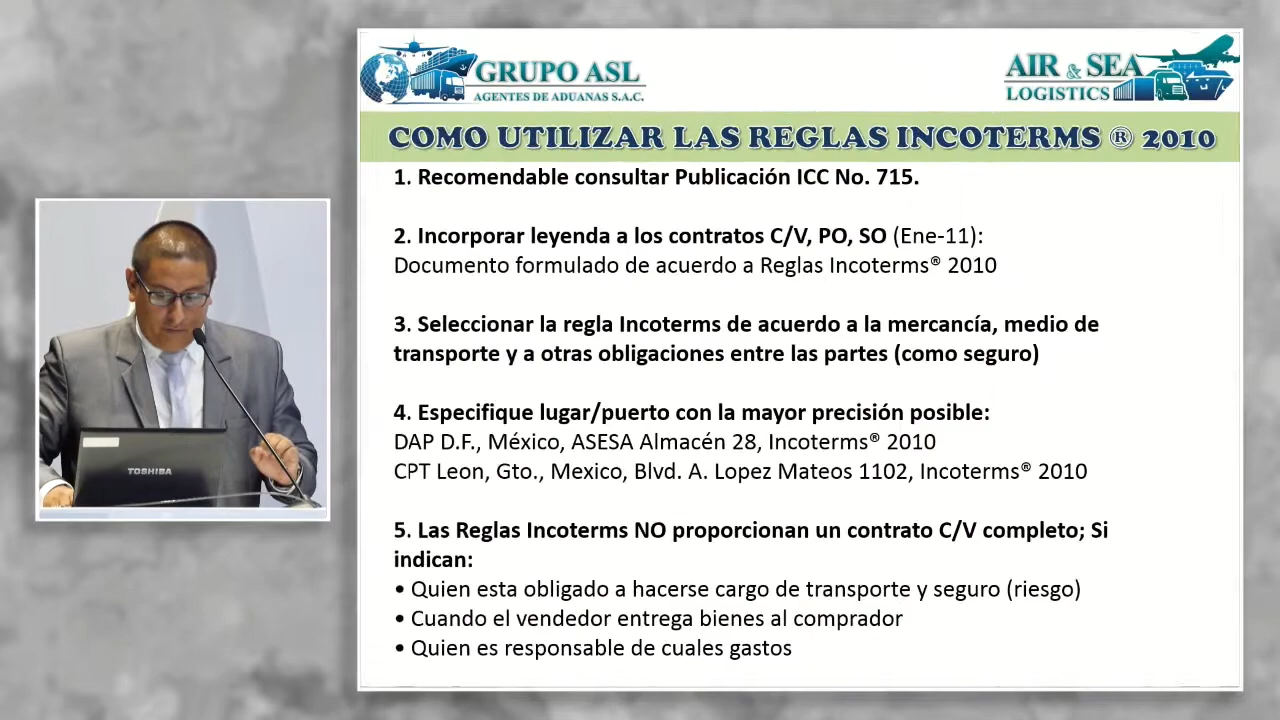 GRUPO ASL
AGENTES DE ADUANAS S.A.C.
AIR & SEA
LOGISTICS
COMO UTILIZAR LAS REGLAS INCOTERMS ® 2010
1. Recomendable consultar Publicación ICC No. 715.
2. Incorporar leyenda a los contratos C/V, PO, SO (Ene-11):
Documento formulado de acuerdo a Reglas Incoterms® 2010
3. Seleccionar la regla Incoterms de acuerdo a la mercancía, medio de
transporte y a otras obligaciones entre las partes (como seguro)
4. Especifique lugar/puerto con la mayor precisión posible:
DAP D.F., México, ASESA Almacén 28, Incoterms® 2010
CPT Leon, Gto., Mexico, Blvd. A. Lopez Mateos 1102, Incoterms® 2010
5. Las Reglas Incoterms NO proporcionan un contrato C/V completo; Si
indican:
• Quien esta obligado a hacerse cargo de transporte y seguro (riesgo)
• Cuando el vendedor entrega bienes al comprador
• Quien es responsable de cuales gastos
TOSHIBA